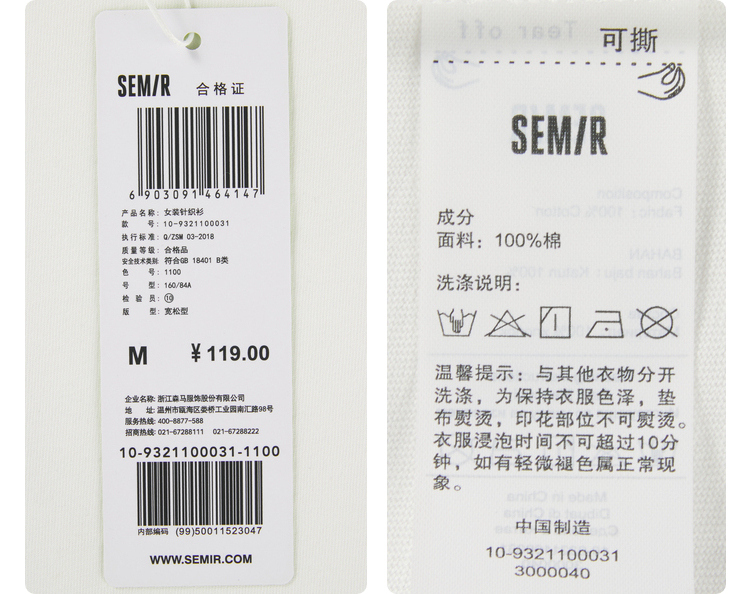 SEMIR 合格证
6 903091 464147
产品名称：女装针织衫
款 号：10-9321100031
执行标准：Q/ZSM 03-2018
质量等级：合格品
安全技术类别：符合GB 18401 B类
色 号：1100
号 型：160/84A
检 验 员：⑩
版 型：宽松型
M ¥119.00
企业名称：浙江森马服饰股份有限公司
地 址：温州市瓯海区娄桥工业园南汇路98号
服务热线：400-8877-588
招商热线：021-67288111 021-67288222
10-9321100031-1100
内部编码 (99)50011523047
WWW.SEMIR.COM
Tear off
可撕
SEMIR
成分
面料：100%棉
洗涤说明：
温馨提示：与其他衣物分开
洗涤，为保持衣服色泽，垫
布熨烫，印花部位不可熨烫。
衣服浸泡时间不可超过10分
钟，如有轻微褪色属正常现
象。
中国制造
10-9321100031
3000040
Composition
Fabric: 100% Cotton
BAHAN
Bahan baju: Katun 100%
Made in China
Dibuat di China